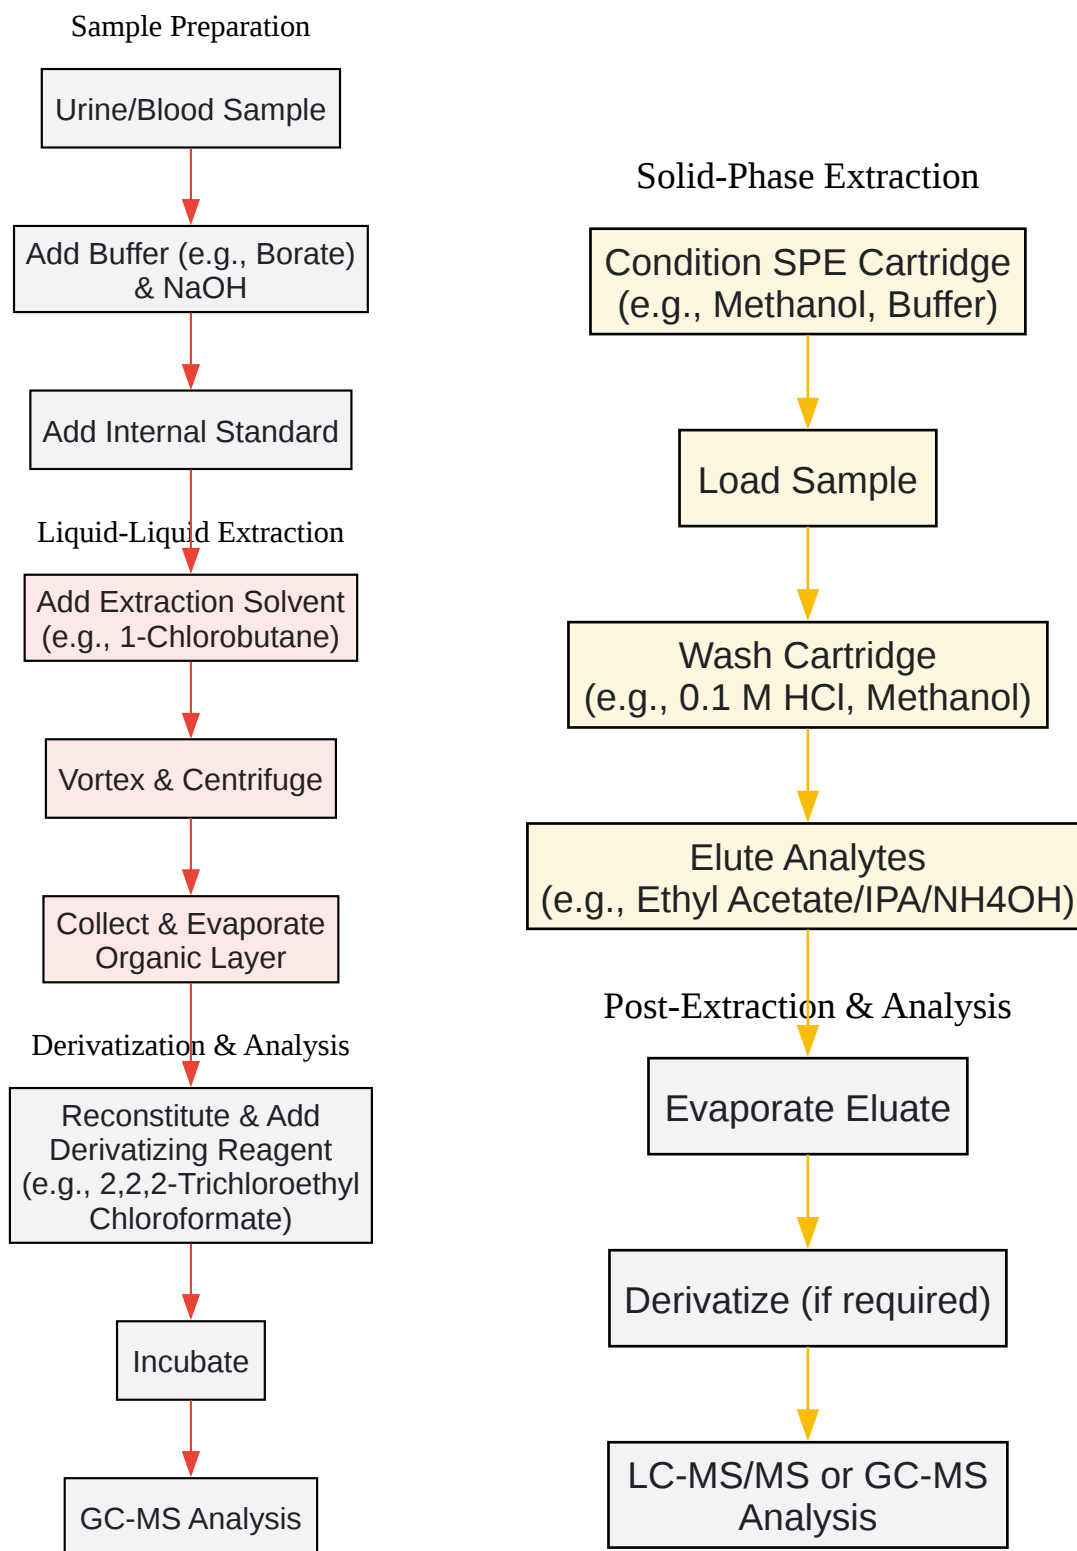 Sample Preparation
Urine/Blood Sample
Add Buffer (e.g., Borate)
& NaOH
Add Internal Standard
Liquid-Liquid Extraction
Add Extraction Solvent
(e.g., 1-Chlorobutane)
Vortex & Centrifuge
Collect & Evaporate
Organic Layer
Derivatization & Analysis
Reconstitute & Add
Derivatizing Reagent
(e.g., 2,2,2-Trichloroethyl
Chloroformate)
Incubate
GC-MS Analysis
Solid-Phase Extraction
Condition SPE Cartridge
(e.g., Methanol, Buffer)
Load Sample
Wash Cartridge
(e.g., 0.1 M HCl, Methanol)
Elute Analytes
(e.g., Ethyl Acetate/IPA/NH4OH)
Post-Extraction & Analysis
Evaporate Eluate
Derivatize (if required)
LC-MS/MS or GC-MS
Analysis